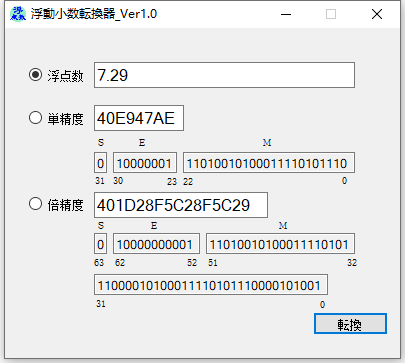 浮動小数転換器_Ver1.0
浮点数 7.29
単精度 40E947AE
S E M
0 10000001 11010010100011110101110
31 30 23 22 0
倍精度 401D28F5C28F5C29
S E M
0 10000000001 11010010100011110101
63 62 52 51 32
11000010100011110101110000101001
31 0
転換